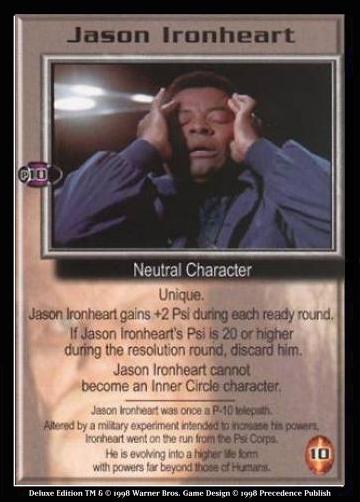 Jason Ironheart
P10
Neutral Character
Unique.
Jason Ironheart gains +2 Psi during each ready round.
If Jason Ironheart's Psi is 20 or higher
during the resolution round, discard him.
Jason Ironheart cannot
become an Inner Circle character.
Jason Ironheart was once a P-10 telepath.
Altered by a military experiment intended to increase his powers,
Ironheart went on the run from the Psi Corps.
He is evolving into a higher life form
with powers far beyond those of Humans.
10
Deluxe Edition TM & © 1998 Warner Bros. Game Design © 1998 Precedence Publish